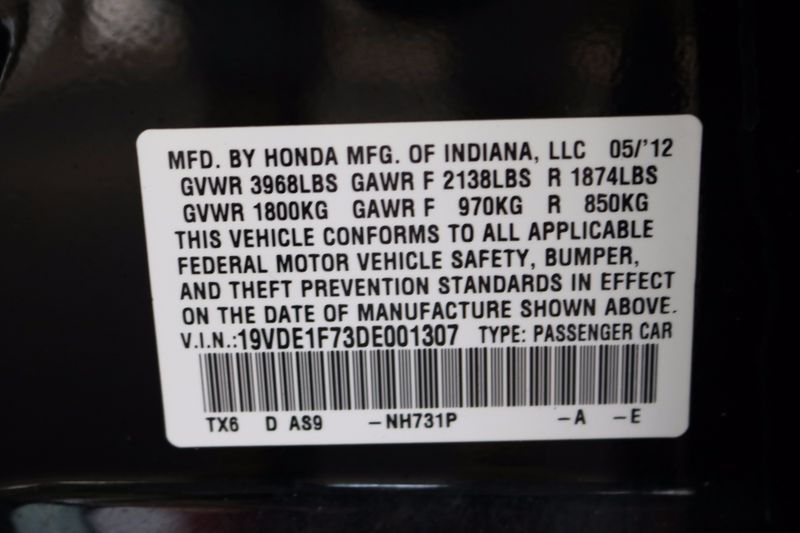 MFD. BY HONDA MFG. OF INDIANA, LLC 05/'12
GVWR 3968LBS GAWR F 2138LBS R 1874LBS
GVWR 1800KG GAWR F 970KG R 850KG
THIS VEHICLE CONFORMS TO ALL APPLICABLE
FEDERAL MOTOR VEHICLE SAFETY, BUMPER,
AND THEFT PREVENTION STANDARDS IN EFFECT
ON THE DATE OF MANUFACTURE SHOWN ABOVE.
V.I.N.:19VDE1F73DE001307 TYPE: PASSENGER CAR
TX6 D AS9 -NH731P -A -E